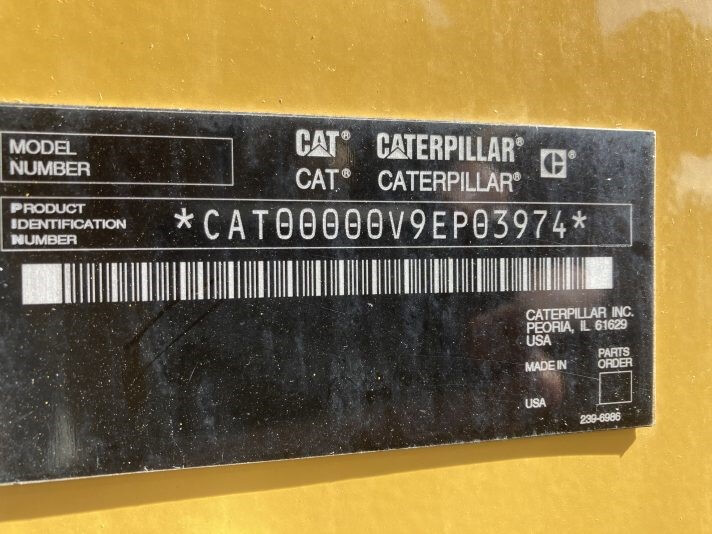 MODEL
NUMBER
CAT® CATERPILLAR® C®
CAT® CATERPILLAR®
PRODUCT
IDENTIFICATION
NUMBER
*CAT00000V9EP03974*
CATERPILLAR INC.
PEORIA, IL 61629
USA
MADE IN
PARTS
ORDER
USA
239-6986